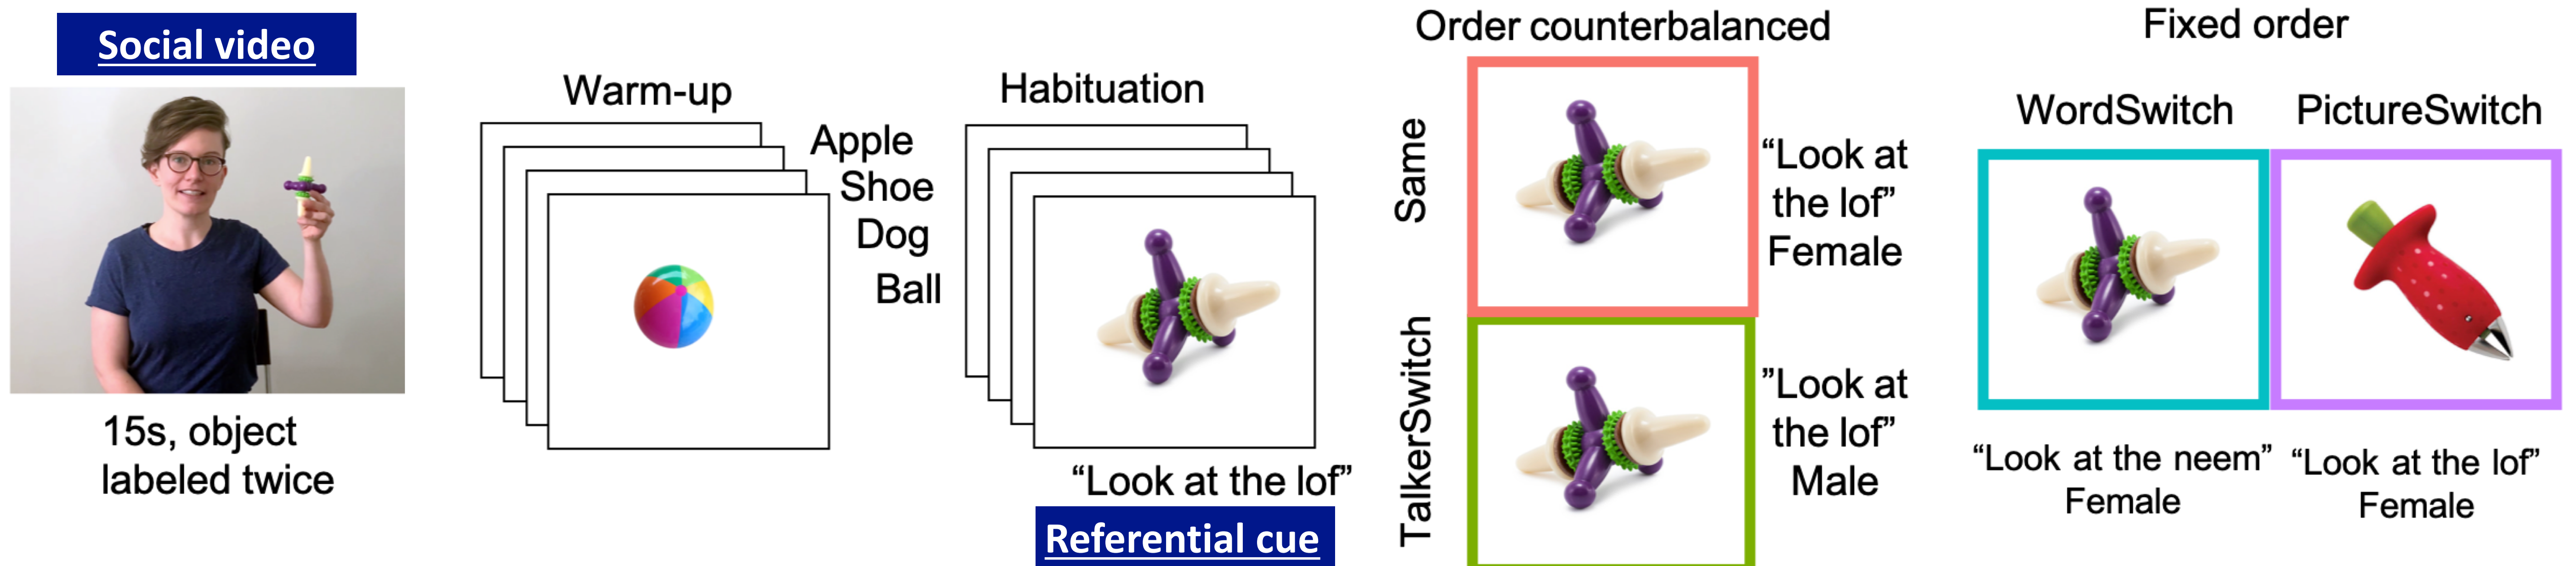 Social video
15s, object
labeled twice
Warm-up
Apple
Shoe
Dog
Ball
Habituation
“Look at the lof”
Referential cue
Order counterbalanced
Same
“Look at
the lof”
Female
TalkerSwitch
”Look at
the lof”
Male
Fixed order
WordSwitch
“Look at the neem”
Female
PictureSwitch
“Look at the lof”
Female